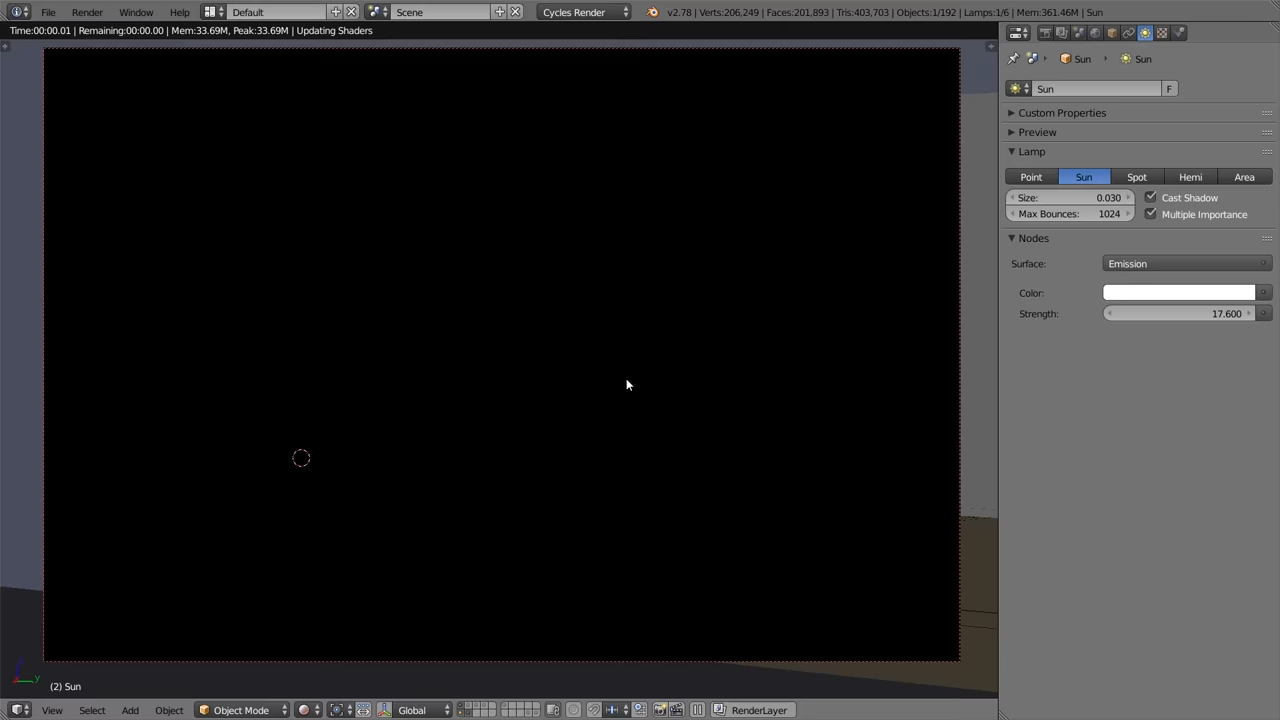 File Render Window Help Default Scene Cycles Render v2.78 | Verts:206,249 | Faces:201,893 | Tris:403,703 | Objects:1/192 | Lamps:1/6 | Mem:361.46M | Sun
Time:00:00.01 | Remaining:00:00.00 | Mem:33.69M, Peak:33.69M | Updating Shaders
Sun Sun
Sun F
Custom Properties
Preview
Lamp
Point Sun Spot Hemi Area
Size: 0.030 Cast Shadow
Max Bounces: 1024 Multiple Importance
Nodes
Surface: Emission
Color:
Strength: 17.600
y
(2) Sun
View Select Add Object Object Mode Global RenderLayer